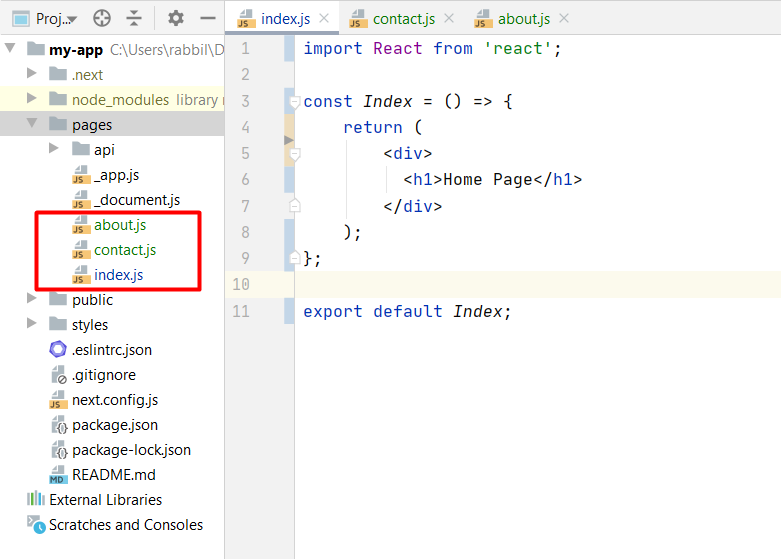 Proj..
my-app C:\Users\rabbil\D
.next
node_modules library r
pages
api
_app.js
_document.js
about.js
contact.js
index.js
public
styles
.eslintrc.json
.gitignore
next.config.js
package.json
package-lock.json
README.md
External Libraries
Scratches and Consoles
index.js contact.js about.js
1 import React from 'react';
2
3 const Index = () => {
4 return (
5 <div>
6 <h1>Home Page</h1>
7 </div>
8 );
9 };
10
11 export default Index;